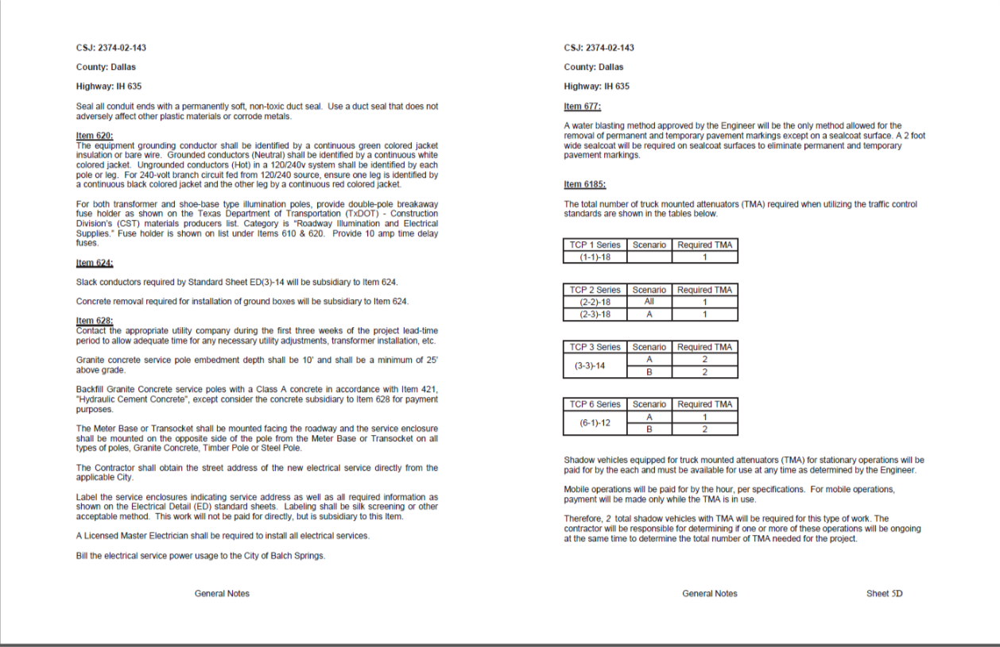 CSJ: 2374-02-143
County: Dallas
Highway: IH 635
Seal all conduit ends with a permanently soft, non-toxic duct seal. Use a duct seal that does not
adversely affect other plastic materials or corrode metals.
Item 620:
The equipment grounding conductor shall be identified by a continuous green colored jacket
insulation or bare wire. Grounded conductors (Neutral) shall be identified by a continuous white
colored jacket. Ungrounded conductors (Hot) in a 120/240v system shall be identified by each
pole or leg. For 240-volt branch circuit fed from 120/240 source, ensure one leg is identified by
a continuous black colored jacket and the other leg by a continuous red colored jacket.
For both transformer and shoe-base type illumination poles, provide double-pole breakaway
fuse holder as shown on the Texas Department of Transportation (TxDOT) - Construction
Division's (CST) materials producers list. Category is "Roadway Illumination and Electrical
Supplies." Fuse holder is shown on list under Items 610 & 620. Provide 10 amp time delay
fuses.
Item 624:
Slack conductors required by Standard Sheet ED(3)-14 will be subsidiary to Item 624.
Concrete removal required for installation of ground boxes will be subsidiary to Item 624.
Item 628:
Contact the appropriate utility company during the first three weeks of the project lead-time
period to allow adequate time for any necessary utility adjustments, transformer installation, etc.
Granite concrete service pole embedment depth shall be 10' and shall be a minimum of 25'
above grade.
Backfill Granite Concrete service poles with a Class A concrete in accordance with Item 421,
"Hydraulic Cement Concrete", except consider the concrete subsidiary to Item 628 for payment
purposes.
The Meter Base or Transocket shall be mounted facing the roadway and the service enclosure
shall be mounted on the opposite side of the pole from the Meter Base or Transocket on all
types of poles, Granite Concrete, Timber Pole or Steel Pole.
The Contractor shall obtain the street address of the new electrical service directly from the
applicable City.
Label the service enclosures indicating service address as well as all required information as
shown on the Electrical Detail (ED) standard sheets. Labeling shall be silk screening or other
acceptable method. This work will not be paid for directly, but is subsidiary to this Item.
A Licensed Master Electrician shall be required to install all electrical services.
Bill the electrical service power usage to the City of Balch Springs.
General Notes
CSJ: 2374-02-143
County: Dallas
Highway: IH 635
Item 677:
A water blasting method approved by the Engineer will be the only method allowed for the
removal of permanent and temporary pavement markings except on a sealcoat surface. A 2 foot
wide sealcoat will be required on sealcoat surfaces to eliminate permanent and temporary
pavement markings.
Item 6185:
The total number of truck mounted attenuators (TMA) required when utilizing the traffic control
standards are shown in the tables below.
TCP 1 Series Scenario Required TMA
(1-1)-18 1
TCP 2 Series Scenario Required TMA
(2-2)-18 All 1
(2-3)-18 A 1
TCP 3 Series Scenario Required TMA
(3-3)-14 A 2
B 2
TCP 6 Series Scenario Required TMA
(6-1)-12 A 1
B 2
Shadow vehicles equipped for truck mounted attenuators (TMA) for stationary operations will be
paid for by the each and must be available for use at any time as determined by the Engineer.
Mobile operations will be paid for by the hour, per specifications. For mobile operations,
payment will be made only while the TMA is in use.
Therefore, 2 total shadow vehicles with TMA will be required for this type of work. The
contractor will be responsible for determining if one or more of these operations will be ongoing
at the same time to determine the total number of TMA needed for the project.
General Notes
Sheet 5D